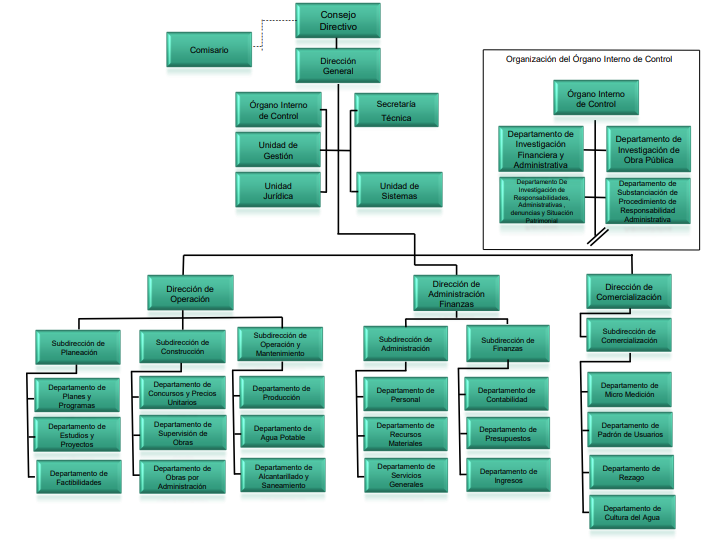 Consejo
Directivo
Comisario
Dirección
General
Organización del Órgano Interno de Control
Órgano Interno
de Control
Departamento de
Investigación
Financiera y
Administrativa
Departamento de
Investigación de
Obra Pública
Departamento De
Investigación de
Responsabilidades,
Administrativas ,
denuncias y Situación
Patrimonial
Departamento de
Substanciación de
Procedimiento de
Responsabilidad
Administrativa
Órgano Interno
de Control
Secretaría
Técnica
Unidad de
Gestión
Unidad
Jurídica
Unidad de
Sistemas
Dirección de
Operación
Dirección de
Administración
Finanzas
Dirección de
Comercialización
Subdirección de
Planeación
Subdirección de
Construcción
Subdirección de
Operación y
Mantenimiento
Subdirección de
Administración
Subdirección de
Finanzas
Subdirección de
Comercialización
Departamento de
Planes y
Programas
Departamento de
Concursos y Precios
Unitarios
Departamento de
Producción
Departamento de
Personal
Departamento de
Contabilidad
Departamento de
Micro Medición
Departamento de
Estudios y
Proyectos
Departamento de
Supervisión de
Obras
Departamento de
Agua Potable
Departamento de
Recursos
Materiales
Departamento de
Presupuestos
Departamento de
Padrón de Usuarios
Departamento de
Factibilidades
Departamento de
Obras por
Administración
Departamento de
Alcantarillado y
Saneamiento
Departamento de
Servicios
Generales
Departamento de
Ingresos
Departamento de
Rezago
Departamento de
Cultura del Agua